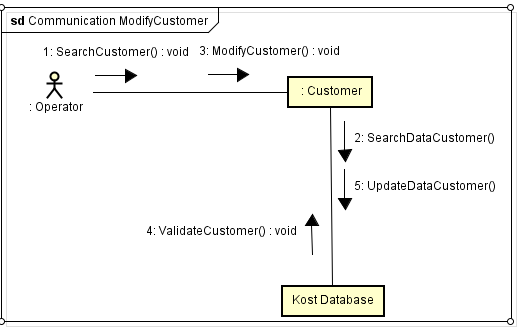 sd Communication ModifyCustomer
1: SearchCustomer() : void
3: ModifyCustomer() : void
: Operator
: Customer
2: SearchDataCustomer()
5: UpdateDataCustomer()
4: ValidateCustomer() : void
Kost Database